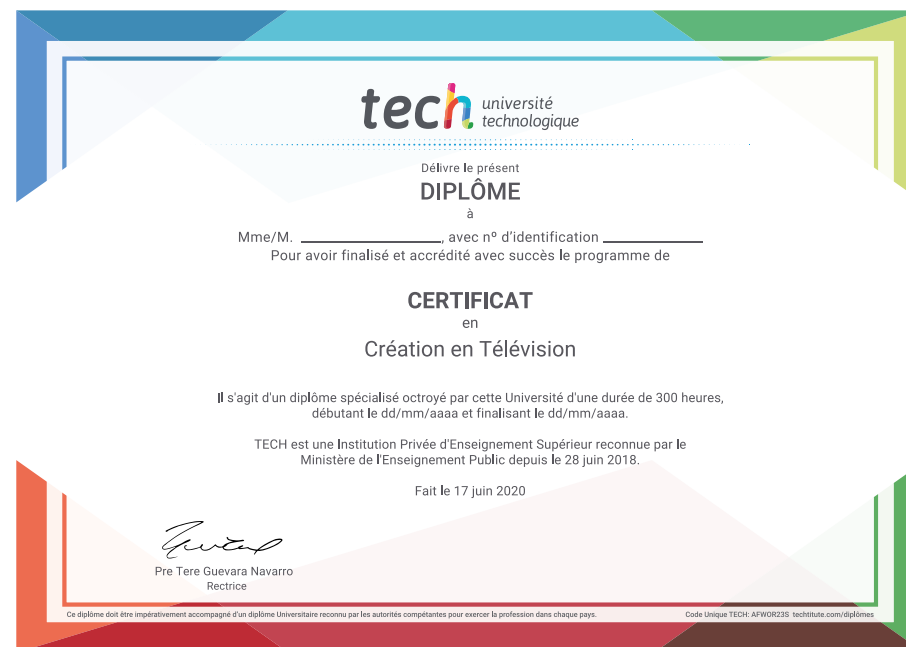 tech université
technologique
Délivre le présent
DIPLÔME
à
Mme/M. ____________________, avec nº d'identification ______________
Pour avoir finalisé et accrédité avec succès le programme de
CERTIFICAT
en
Création en Télévision
Il s'agit d'un diplôme spécialisé octroyé par cette Université d'une durée de 300 heures,
débutant le dd/mm/aaaa et finalisant le dd/mm/aaaa.
TECH est une Institution Privée d'Enseignement Supérieur reconnue par le
Ministère de l'Enseignement Public depuis le 28 juin 2018.
Fait le 17 juin 2020
Pre Tere Guevara Navarro
Rectrice
Ce diplôme doit être impérativement accompagné d'un diplôme Universitaire reconnu par les autorités compétantes pour exercer la profession dans chaque pays. Code Unique TECH: AFWOR23S techtitute.com/diplômes